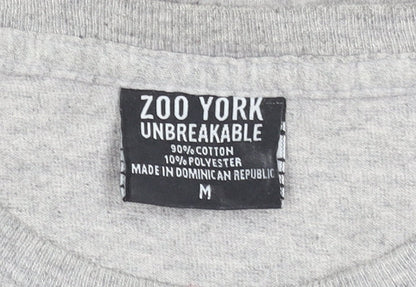 ZOO YORK
UNBREAKABLE
90% COTTON
10% POLYESTER
MADE IN DOMINICAN REPUBLIC
M